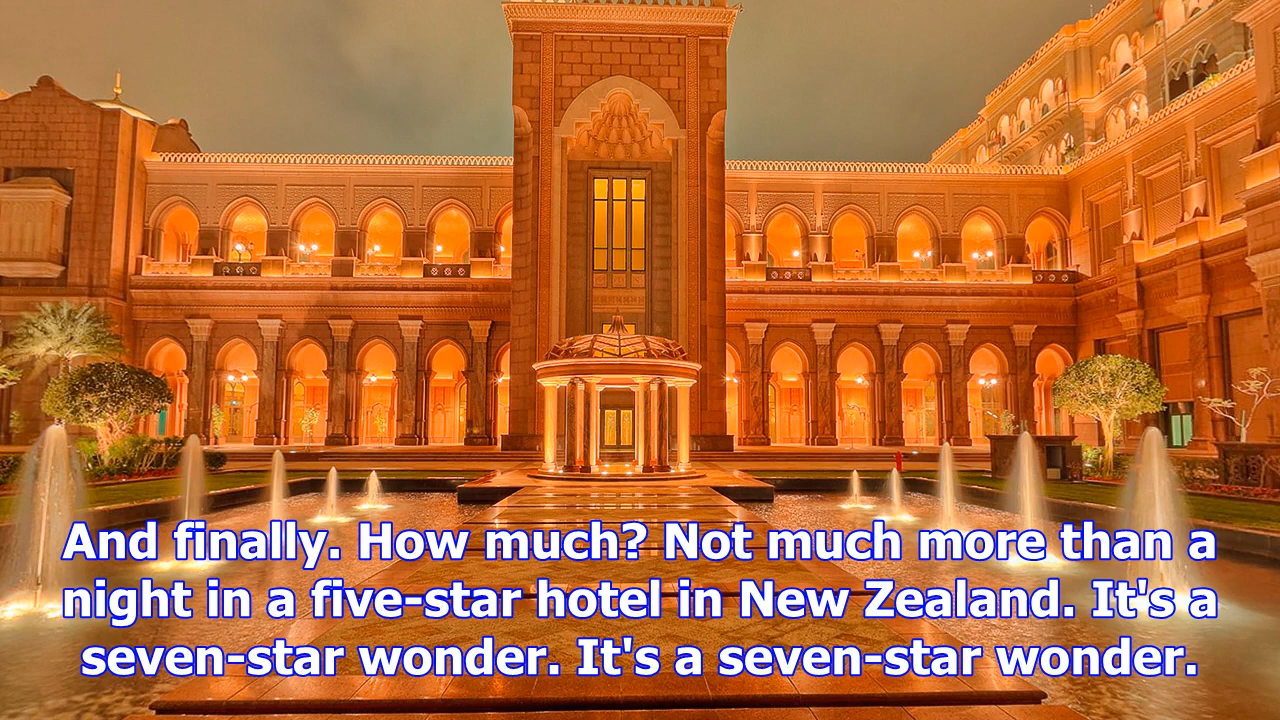 And finally. How much? Not much more than a
night in a five-star hotel in New Zealand. It's a
seven-star wonder. It's a seven-star wonder.